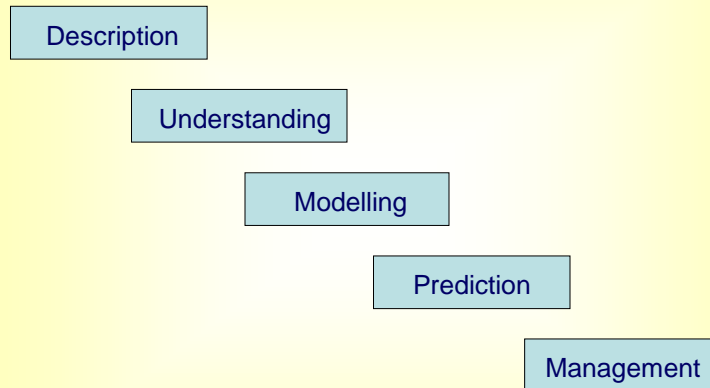 Description
Understanding
Modelling
Prediction
Management